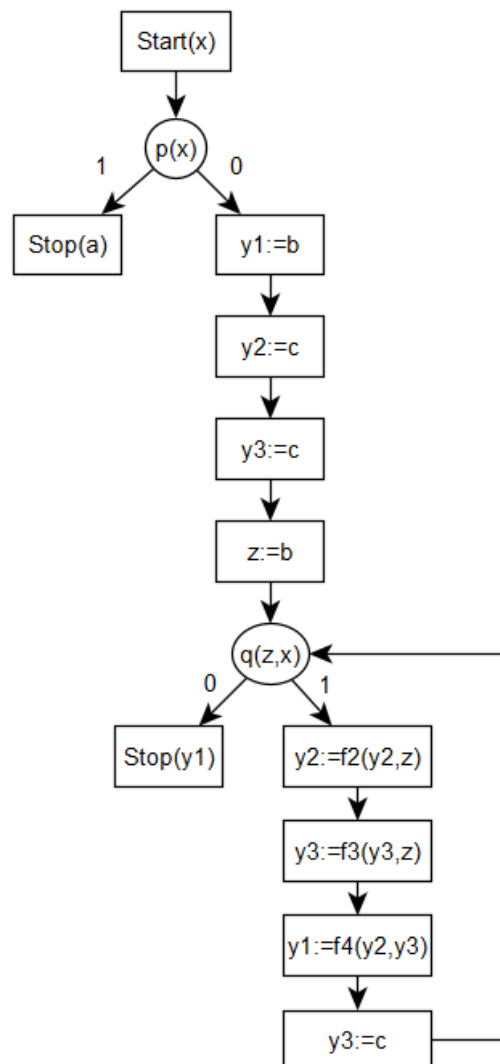 Start(x)
p(x)
1
0
Stop(a)
y1:=b
y2:=c
y3:=c
z:=b
q(z,x)
0
1
Stop(y1)
y2:=f2(y2,z)
y3:=f3(y3,z)
y1:=f4(y2,y3)
y3:=c